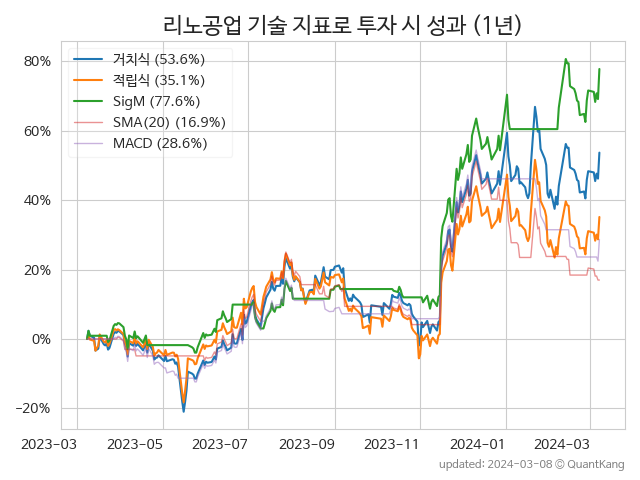 리노공업 기술 지표로 투자 시 성과 (1년)
거치식 (53.6%)
적립식 (35.1%)
SigM (77.6%)
SMA(20) (16.9%)
MACD (28.6%)
80%
60%
40%
20%
0%
−20%
2023-03
2023-05
2023-07
2023-09
2023-11
2024-01
2024-03
updated: 2024-03-08 © QuantKang